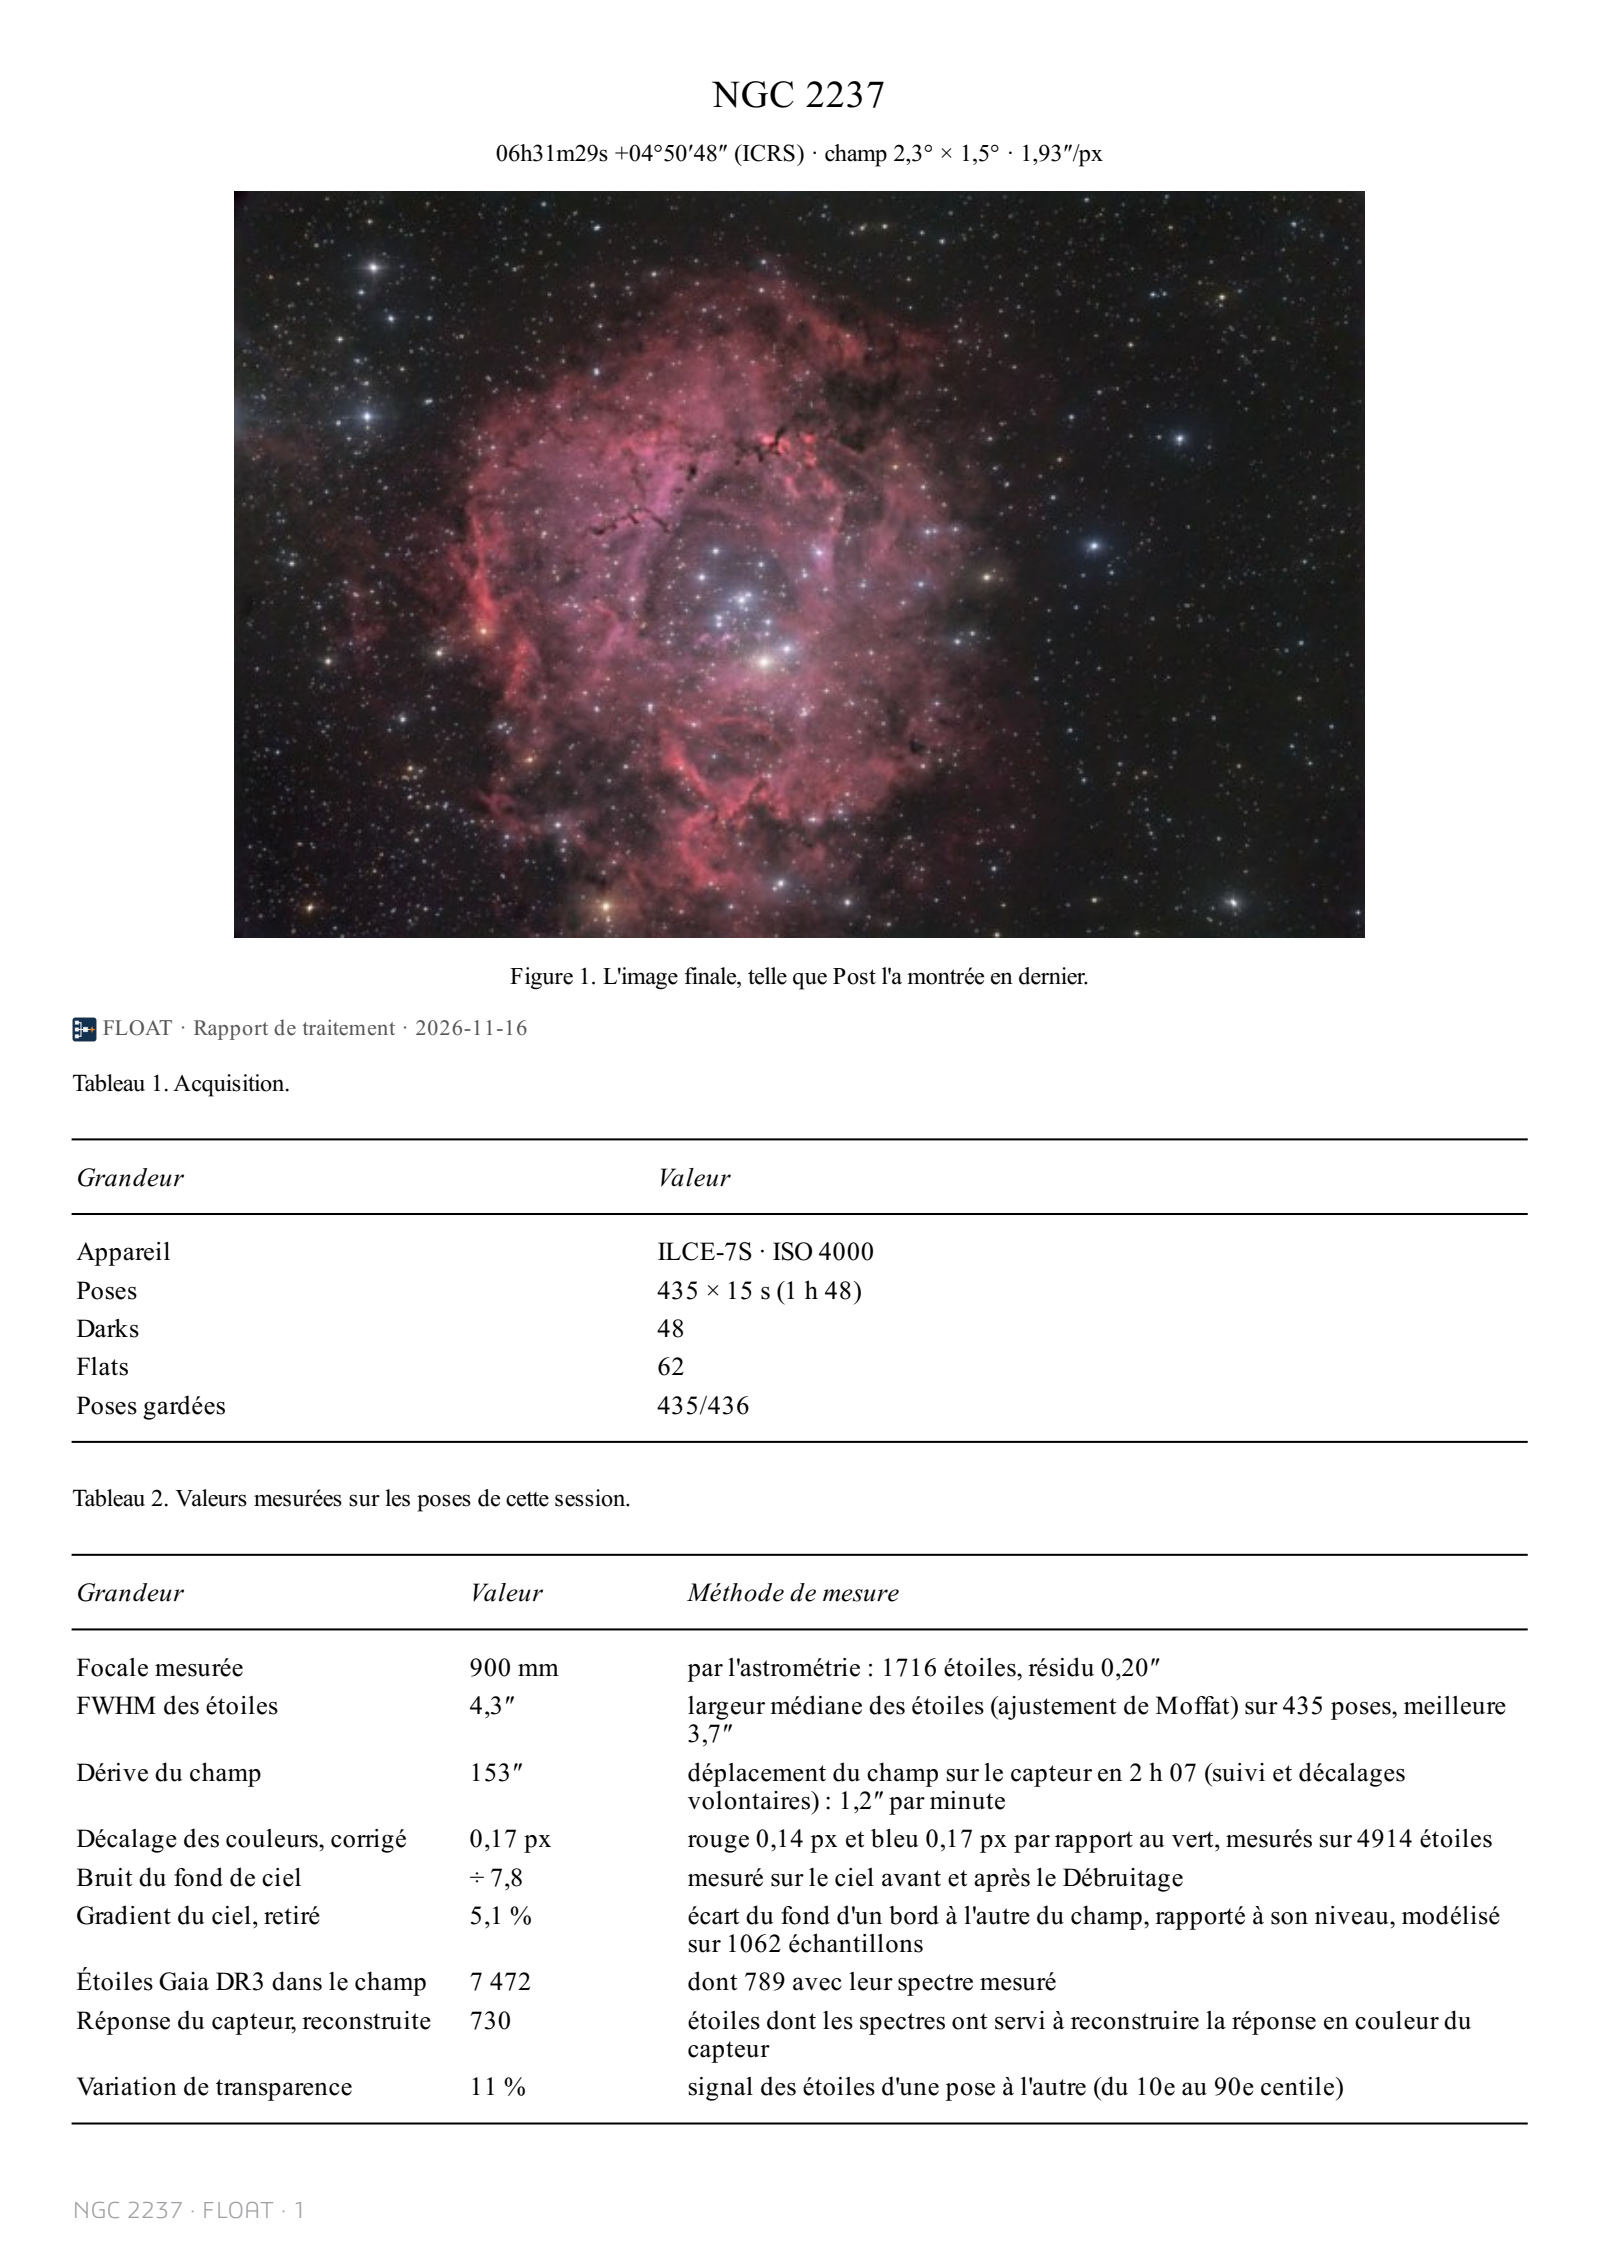 NGC 2237
06h31m29s +04°50′48″ (ICRS) · champ 2,3° × 1,5° · 1,93″/px
Figure 1. L'image finale, telle que Post l'a montrée en dernier.
FLOAT · Rapport de traitement · 2026-11-16
Tableau 1. Acquisition.
Grandeur Valeur
Appareil ILCE-7S · ISO 4000
Poses 435 × 15 s (1 h 48)
Darks 48
Flats 62
Poses gardées 435/436
Tableau 2. Valeurs mesurées sur les poses de cette session.
Grandeur Valeur Méthode de mesure
Focale mesurée 900 mm par l'astrométrie : 1716 étoiles, résidu 0,20″
FWHM des étoiles 4,3″ largeur médiane des étoiles (ajustement de Moffat) sur 435 poses, meilleure
3,7″
Dérive du champ 153″ déplacement du champ sur le capteur en 2 h 07 (suivi et décalages
volontaires) : 1,2″ par minute
Décalage des couleurs, corrigé 0,17 px rouge 0,14 px et bleu 0,17 px par rapport au vert, mesurés sur 4914 étoiles
Bruit du fond de ciel ÷ 7,8 mesuré sur le ciel avant et après le Débruitage
Gradient du ciel, retiré 5,1 % écart du fond d'un bord à l'autre du champ, rapporté à son niveau, modélisé
sur 1062 échantillons
Étoiles Gaia DR3 dans le champ 7 472 dont 789 avec leur spectre mesuré
Réponse du capteur, reconstruite 730 étoiles dont les spectres ont servi à reconstruire la réponse en couleur du
capteur
Variation de transparence 11 % signal des étoiles d'une pose à l'autre (du 10e au 90e centile)
NGC 2237 · FLOAT · 1